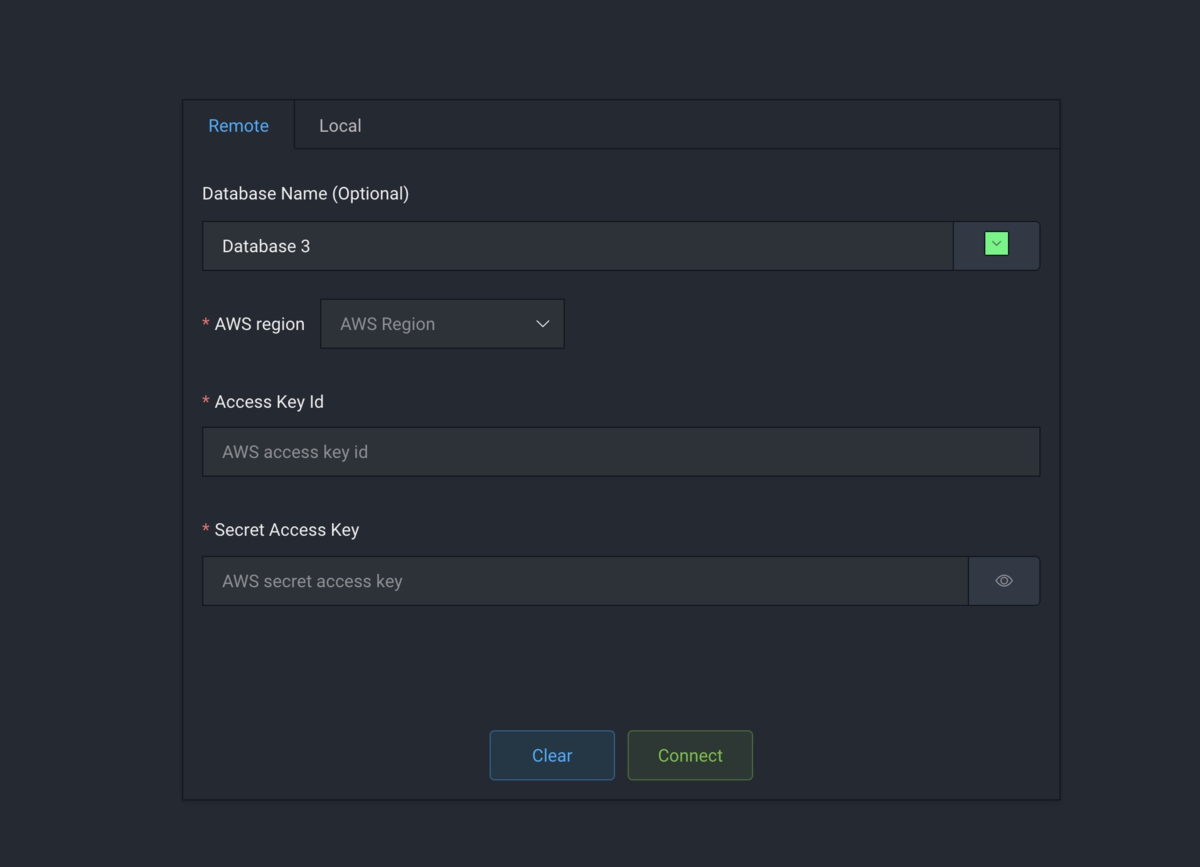 Remote
Local
Database Name (Optional)
Database 3
* AWS region
AWS Region
* Access Key Id
AWS access key id
* Secret Access Key
AWS secret access key
Clear
Connect